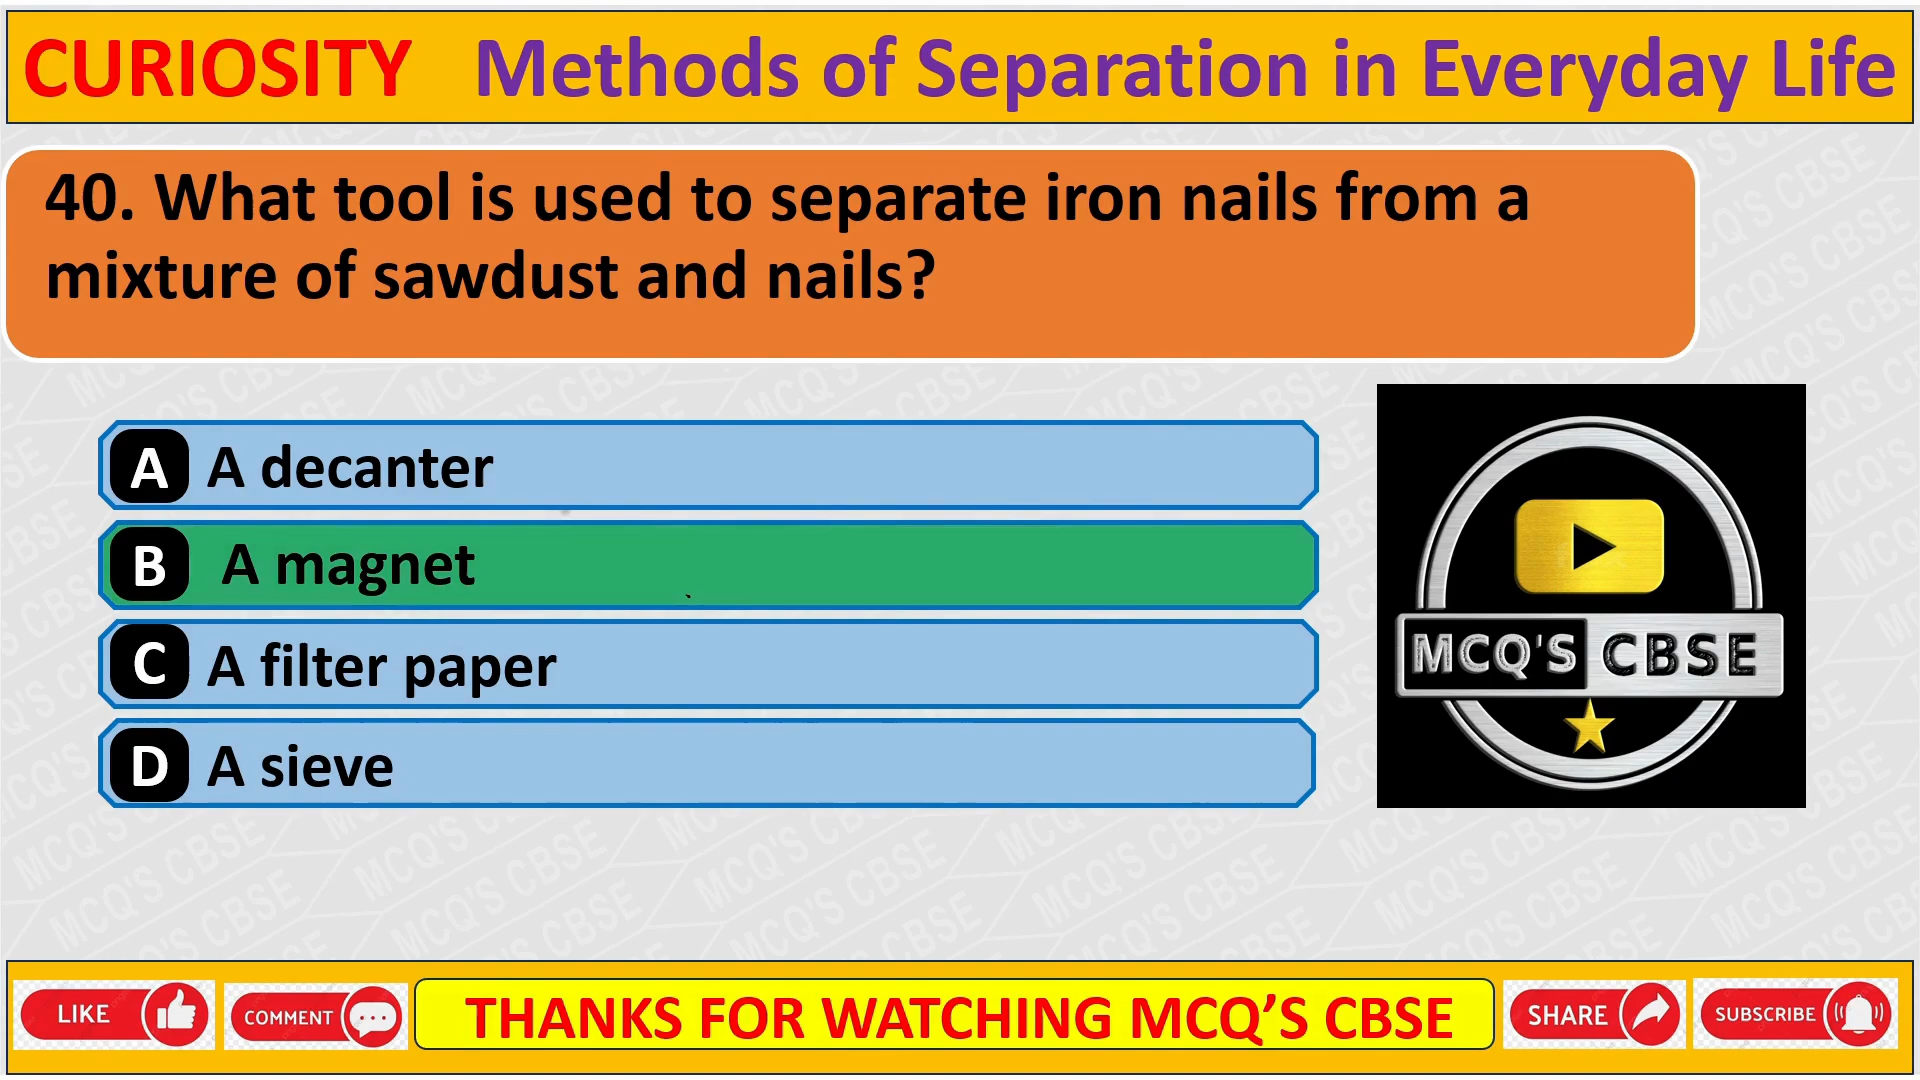 CURIOSITY Methods of Separation in Everyday Life
40. What tool is used to separate iron nails from a
mixture of sawdust and nails?
A A decanter
B A magnet
C A filter paper
D A sieve
MCQ'S CBSE
LIKE
COMMENT
THANKS FOR WATCHING MCQ’S CBSE
SHARE
SUBSCRIBE